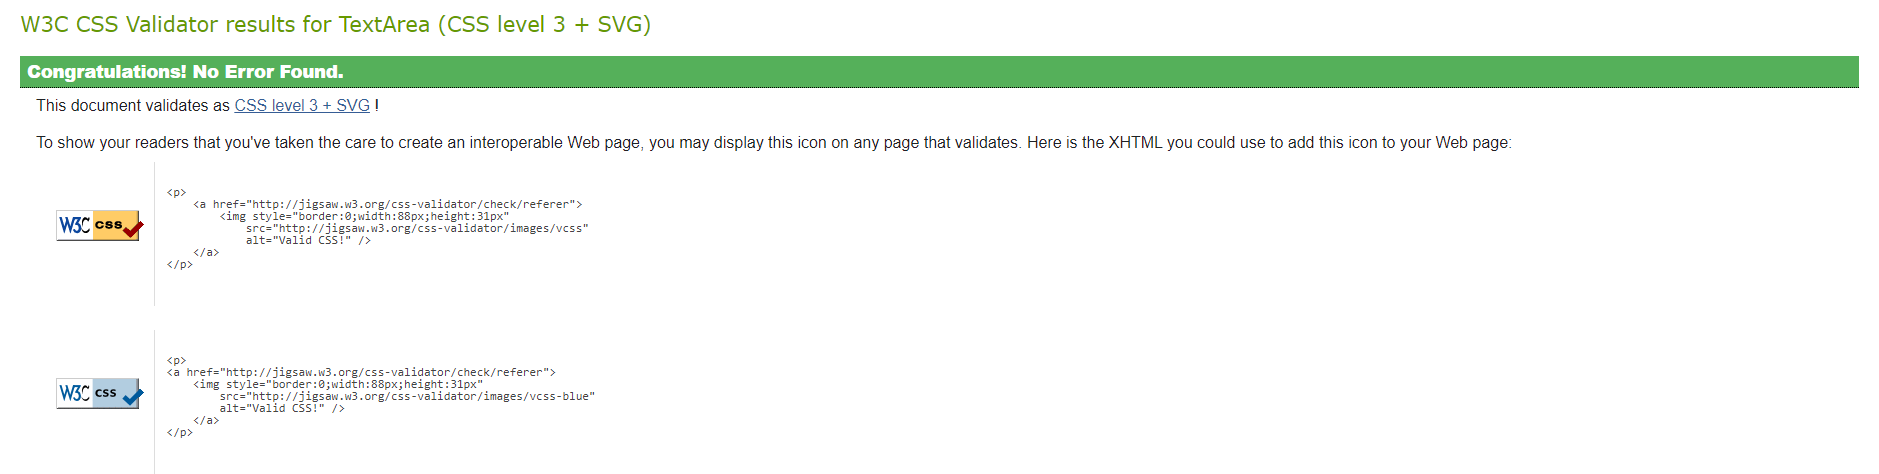 W3C CSS Validator results for TextArea (CSS level 3 + SVG)
Congratulations! No Error Found.
This document validates as CSS level 3 + SVG !
To show your readers that you've taken the care to create an interoperable Web page, you may display this icon on any page that validates. Here is the XHTML you could use to add this icon to your Web page:
W3C css
<p>
<a href="http://jigsaw.w3.org/css-validator/check/referer">
<img style="border:0;width:88px;height:31px"
src="http://jigsaw.w3.org/css-validator/images/vcss"
alt="Valid CSS!" />
</a>
</p>
W3C css
<p>
<a href="http://jigsaw.w3.org/css-validator/check/referer">
<img style="border:0;width:88px;height:31px"
src="http://jigsaw.w3.org/css-validator/images/vcss-blue"
alt="Valid CSS!" />
</a>
</p>